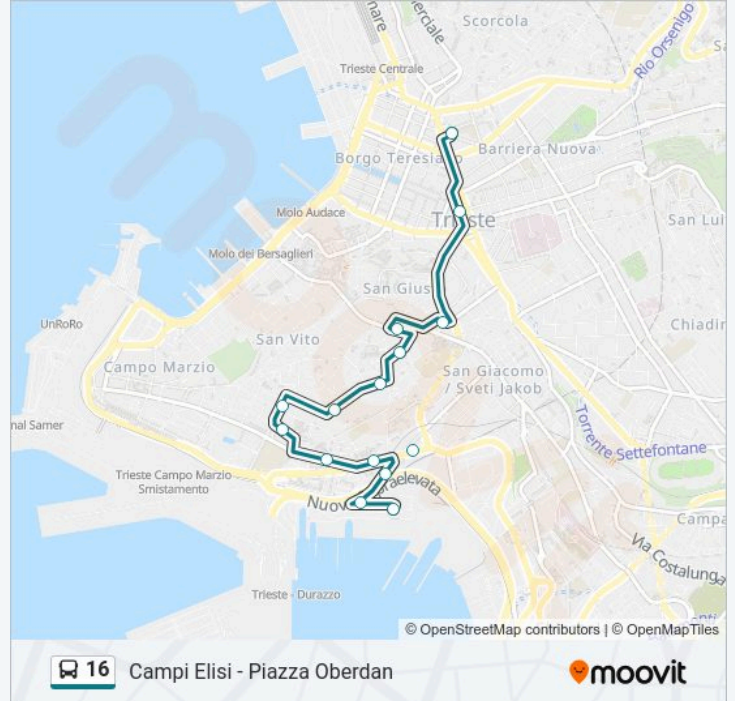 Scorcola
Rio Orsenigo
Trieste Centrale
Barriera Nuova
Borgo Teresiano
Molo Audace
Trieste
San Lui
Molo dei Bersaglieri
San Gius
UnRoRo
San Vito
Chiadin
Campo Marzio
San Giacomo
/ Sveti Jakob
nal Samer
Torrente Settefontane
Trieste Campo Marzio
Smistamento
Nuov
raelevata
Campa
Via Costalunga
Trieste - Durazzo
© OpenStreetMap contributors | © OpenMapTiles
16 Campi Elisi - Piazza Oberdan
moovit